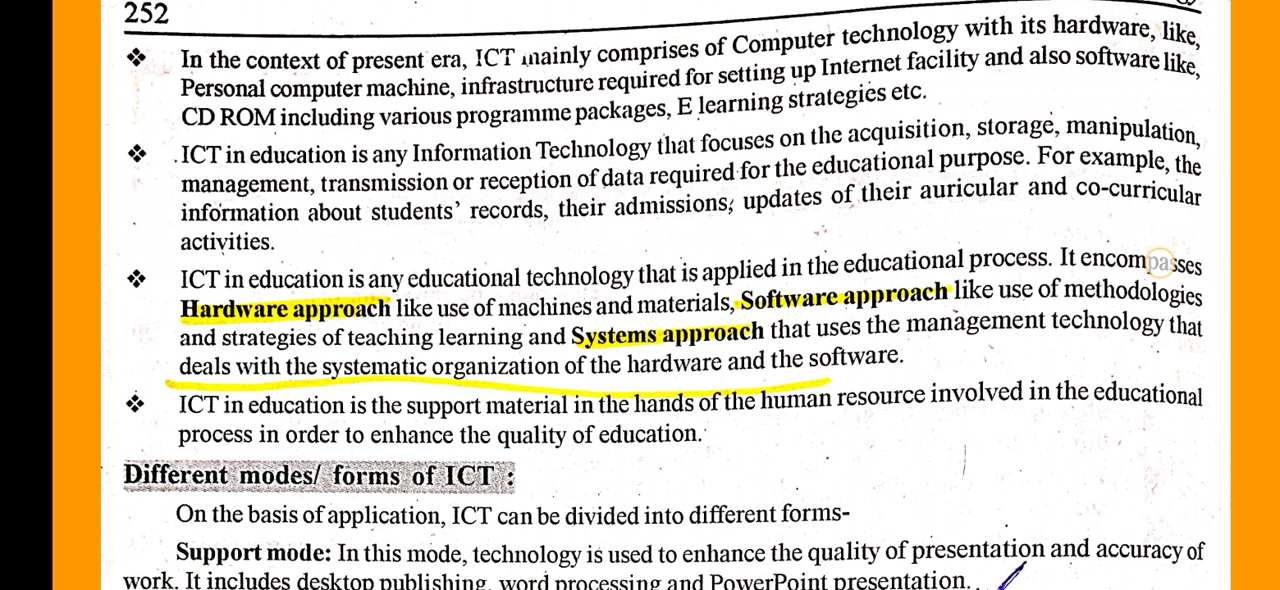 252
❖ In the context of present era, ICT mainly comprises of Computer technology with its hardware, like,
Personal computer machine, infrastructure required for setting up Internet facility and also software like,
CD ROM including various programme packages, E learning strategies etc.
❖ .ICT in education is any Information Technology that focuses on the acquisition, storage, manipulation,
management, transmission or reception of data required for the educational purpose. For example, the
information about students' records, their admissions; updates of their auricular and co-curricular
activities.
❖ ICT in education is any educational technology that is applied in the educational process. It encompasses
Hardware approach like use of machines and materials, Software approach like use of methodologies
and strategies of teaching learning and Systems approach that uses the management technology that
deals with the systematic organization of the hardware and the software.
❖ ICT in education is the support material in the hands of the human resource involved in the educational
process in order to enhance the quality of education.
Different modes/ forms of ICT :
On the basis of application, ICT can be divided into different forms-
Support mode: In this mode, technology is used to enhance the quality of presentation and accuracy of
work. It includes desktop publishing, word processing and PowerPoint presentation.